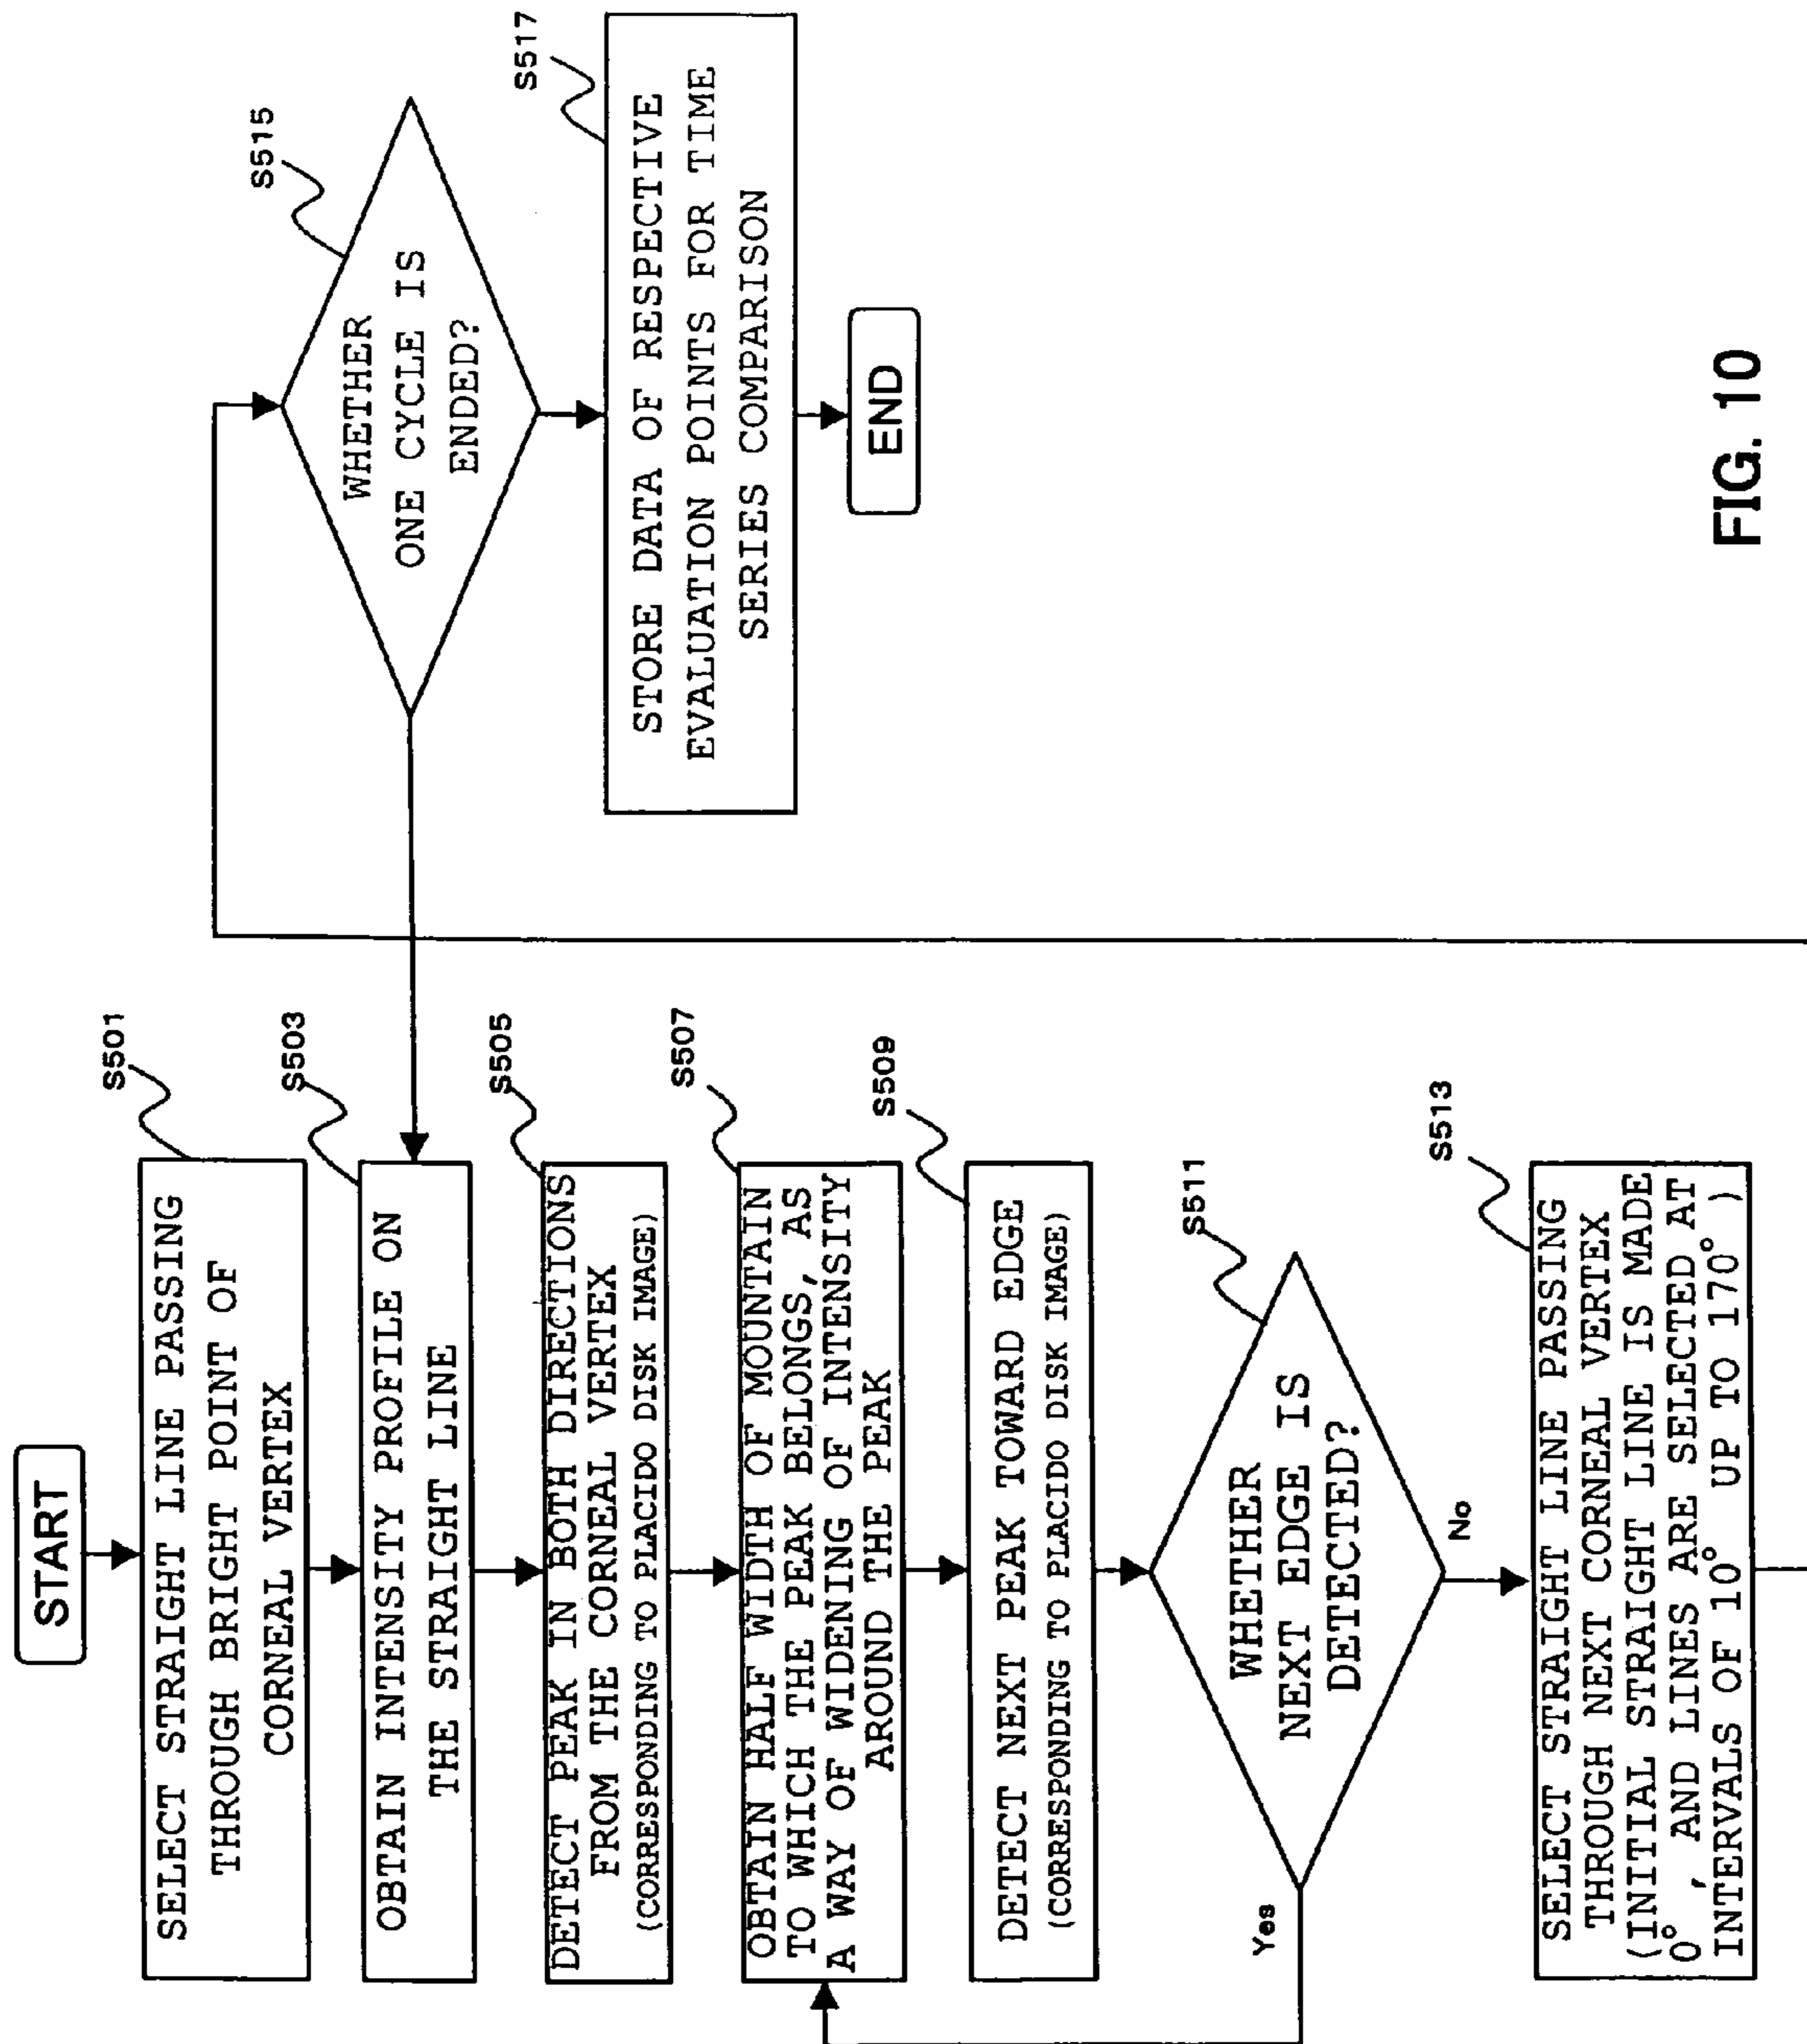 START
S501
SELECT STRAIGHT LINE PASSING
THROUGH BRIGHT POINT OF
CORNEAL VERTEX
S503
OBTAIN INTENSITY PROFILE ON
THE STRAIGHT LINE
S505
DETECT PEAK IN BOTH DIRECTIONS
FROM THE CORNEAL VERTEX
(CORRESPONDING TO PLACIDO DISK IMAGE)
S507
OBTAIN HALF WIDTH OF MOUNTAIN
TO WHICH THE PEAK BELONGS, AS
A WAY OF WIDENING OF INTENSITY
AROUND THE PEAK
S509
DETECT NEXT PEAK TOWARD EDGE
(CORRESPONDING TO PLACIDO DISK IMAGE)
S511
WHETHER
NEXT EDGE IS
DETECTED?
Yes
No
S513
SELECT STRAIGHT LINE PASSING
THROUGH NEXT CORNEAL VERTEX
(INITIAL STRAIGHT LINE IS MADE
0°, AND LINES ARE SELECTED AT
INTERVALS OF 10° UP TO 170°)
S515
WHETHER
ONE CYCLE IS
ENDED?
S517
STORE DATA OF RESPECTIVE
EVALUATION POINTS FOR TIME
SERIES COMPARISON
END
FIG. 10